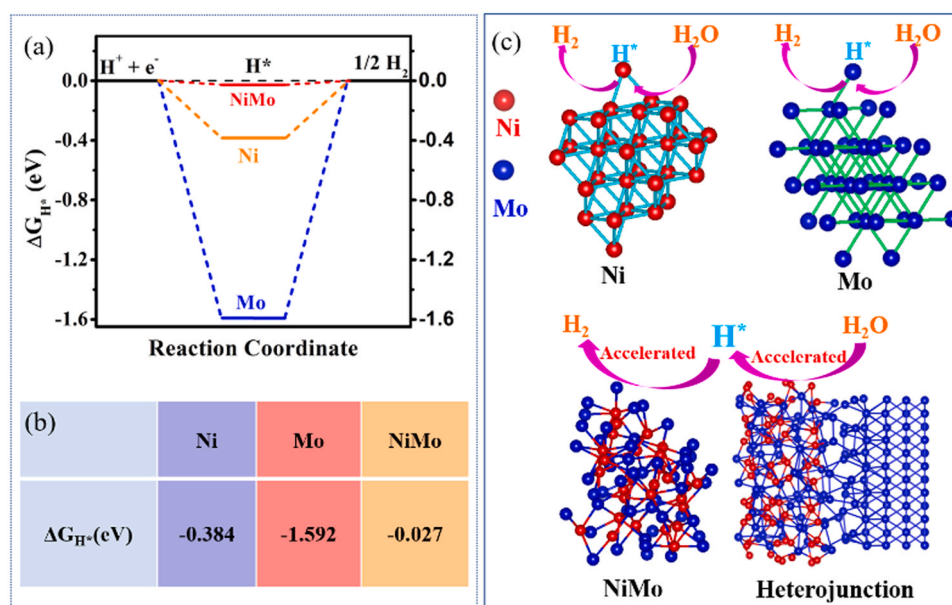 (a)
0.0
H⁺ + e⁻
H*
1/2 H₂
0.0
NiMo
-0.4
Ni
-0.4
-0.8
-0.8
ΔG_H* (eV)
-1.2
-1.2
Mo
-1.6
-1.6
Reaction Coordinate
(b)
Ni
Mo
NiMo
ΔG_H*(eV)
-0.384
-1.592
-0.027
(c)
H₂
H*
H₂O
H₂
H*
H₂O
Ni
Mo
Ni
Mo
H₂
Accelerated
H*
Accelerated
H₂O
NiMo
Heterojunction